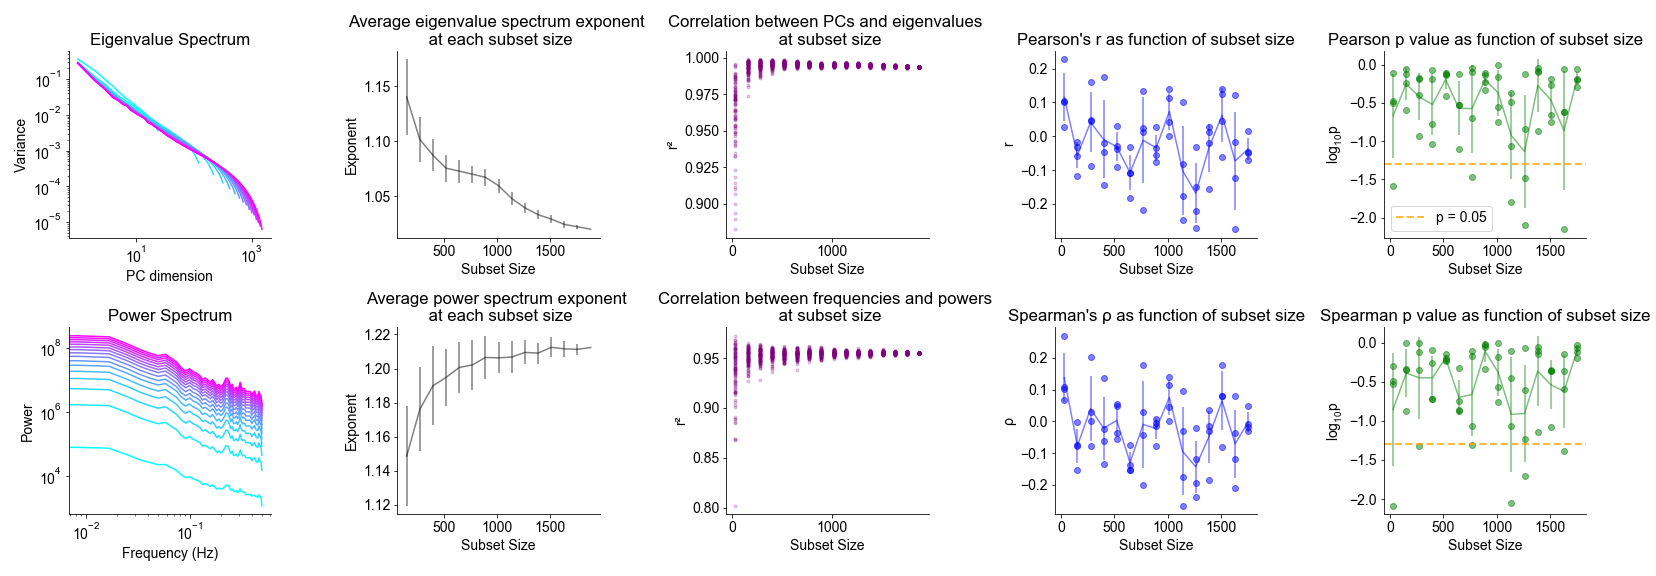 Eigenvalue Spectrum
Variance
10⁻¹
10⁻²
10⁻³
10⁻⁴
10⁻⁵
10¹
10³
PC dimension
Average eigenvalue spectrum exponent
at each subset size
Exponent
1.15
1.10
1.05
500
1000
1500
Subset Size
Correlation between PCs and eigenvalues
at subset size
r²
1.000
0.975
0.950
0.925
0.900
0
1000
Subset Size
Pearson's r as function of subset size
r
0.2
0.1
0.0
−0.1
−0.2
0
500
1000
1500
Subset Size
Pearson p value as function of subset size
log₁₀p
0.0
−0.5
−1.0
−1.5
−2.0
p = 0.05
0
500
1000
1500
Subset Size
Power Spectrum
Power
10⁸
10⁶
10⁴
10⁻²
10⁻¹
Frequency (Hz)
Average power spectrum exponent
at each subset size
Exponent
1.22
1.20
1.18
1.16
1.14
1.12
500
1000
1500
Subset Size
Correlation between frequencies and powers
at subset size
r²
0.95
0.90
0.85
0.80
0
1000
Subset Size
Spearman's ρ as function of subset size
ρ
0.2
0.1
0.0
−0.1
−0.2
0
500
1000
1500
Subset Size
Spearman p value as function of subset size
log₁₀p
0.0
−0.5
−1.0
−1.5
−2.0
0
500
1000
1500
Subset Size